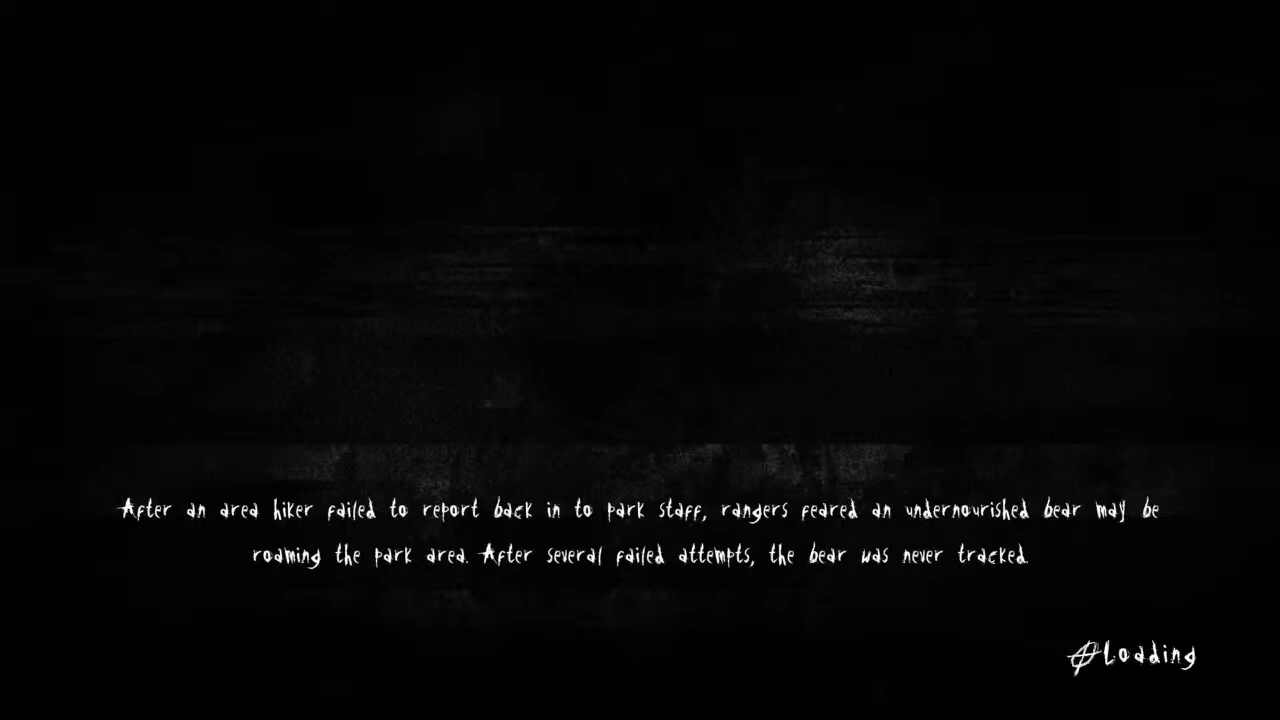 After an area hiker failed to report back in to park staff, rangers feared an undernourished bear may be
roaming the park area. After several failed attempts, the bear was never tracked.
Loading